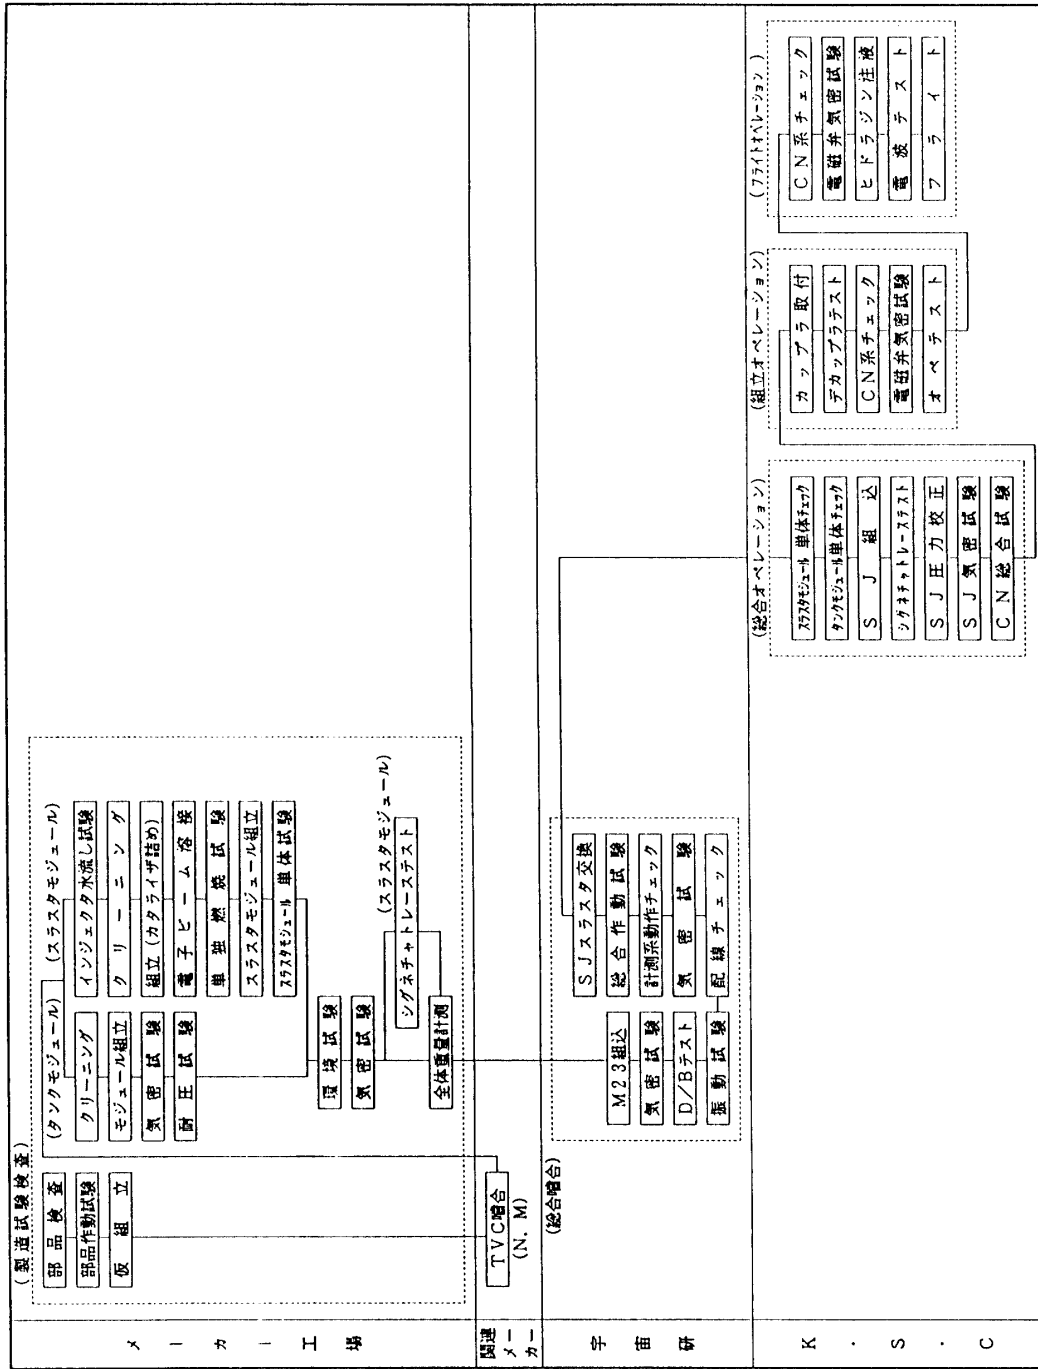 メーカー工場
(製造試験検査)
部品検査
部品作動試験
仮組立
(タンクモジュール)
クリーニング
モジュール組立
気密試験
耐圧試験
(スラスタモジュール)
インジェクタ水流し試験
クリーニング
組立(カタライザ詰め)
電子ビーム溶接
単独燃焼試験
スラスタモジュール組立
スラスタモジュール単体試験
環境試験
気密試験
(スラスタモジュール)
シグネチャトレーステスト
全体重量計測
関連メーカー
TVC噛合
(N.M)
宇宙研
(総合噛合)
M23組込
気密試験
D/Bテスト
振動試験
SJスラスタ交換
総合作動試験
計測系動作チェック
気密試験
配線チェック
K・S・C
(総合オペレーション)
スラスタモジュール単体チェック
タンクモジュール単体チェック
SJ組込
シグネチャトレーステスト
SJ圧力校正
SJ気密試験
CN総合試験
(組立オペレーション)
カップラ取付
デカップラテスト
CN系チェック
電磁弁気密試験
オペテスト
(フライトオペレーション)
CN系チェック
電磁弁気密試験
ヒドラジン注液
電波テスト
フライト